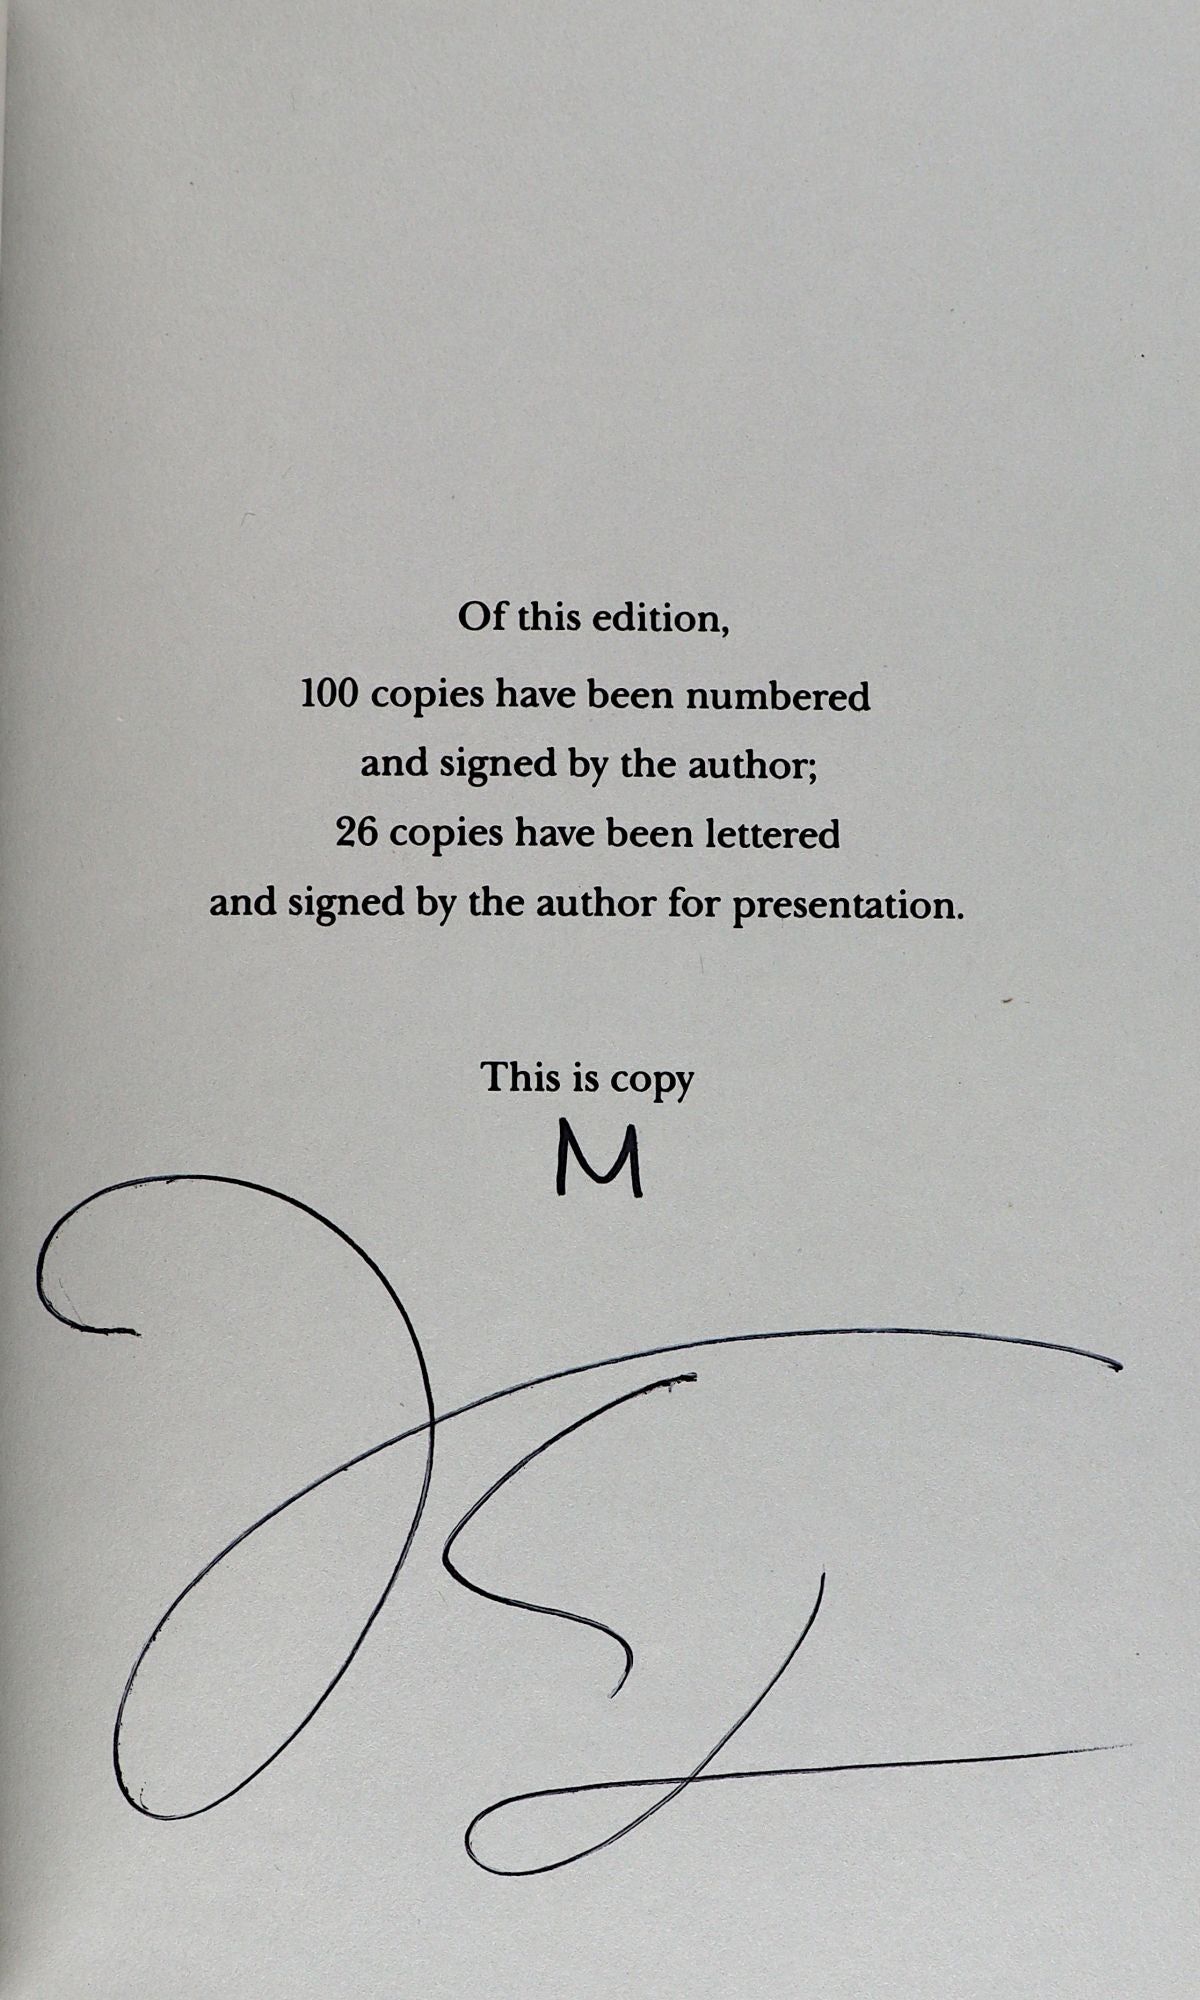 Of this edition,
100 copies have been numbered
and signed by the author;
26 copies have been lettered
and signed by the author for presentation.
This is copy
M